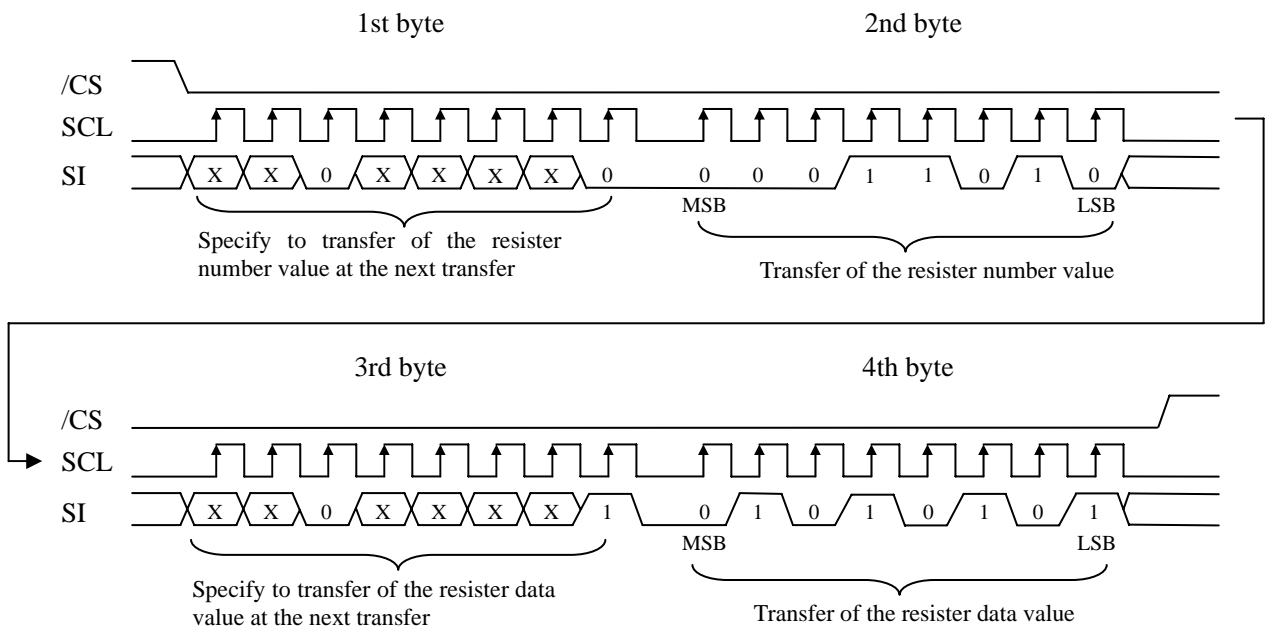 1st byte 2nd byte
/CS
SCL
SI X X 0 X X X X 0 0 0 0 1 1 0 1 0
MSB LSB
Specify to transfer of the resister
number value at the next transfer
Transfer of the resister number value
3rd byte 4th byte
/CS
SCL
SI X X 0 X X X X 1 0 1 0 1 0 1 0 1
MSB LSB
Specify to transfer of the resister data
value at the next transfer
Transfer of the resister data value